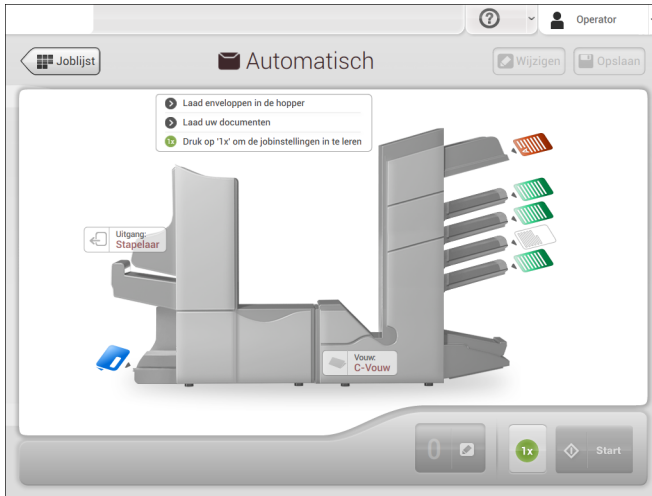 ?
Operator
Joblijst
Automatisch
Wijzigen
Opslaan
Laad enveloppen in de hopper
Laad uw documenten
1x Druk op '1x' om de jobinstellingen in te leren
Uitgang:
Stapelaar
Vouw:
C-Vouw
0
1x
Start